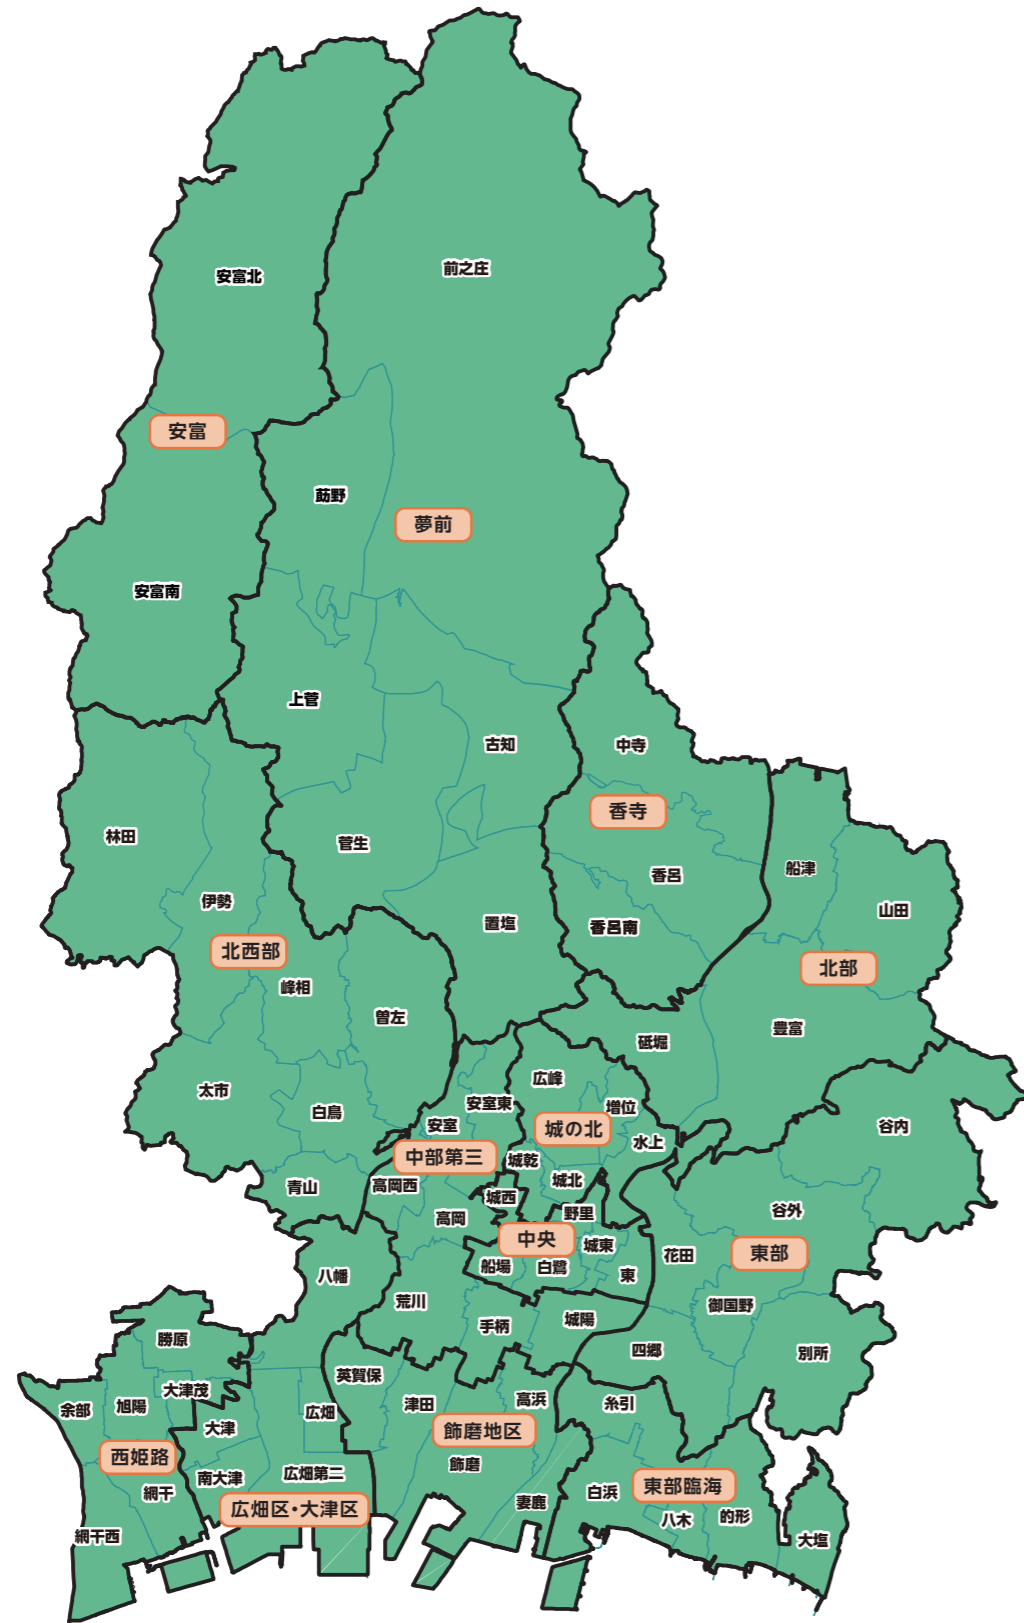 前之庄
安富北
安富
莇野
夢前
安富南
上菅
古知
中寺
香寺
林田
菅生
香呂
船津
伊勢
山田
置塩
香呂南
北西部
北部
峰相
曽左
豊富
砥堀
広峰
太市
安室東
増位
白鳥
安室
城の北
谷内
水上
中部第三
城乾
青山
高岡西
城北
城西
谷外
高岡
野里
中央
城東
花田
東部
船場
白鷺
八幡
東
荒川
御国野
城陽
手柄
勝原
四郷
別所
英賀保
大津茂
津田
高浜
糸引
余部
旭陽
広畑
大津
飾磨地区
西姫路
飾磨
南大津
広畑第二
東部臨海
網干
白浜
広畑区・大津区
妻鹿
八木
的形
網干西
大塩